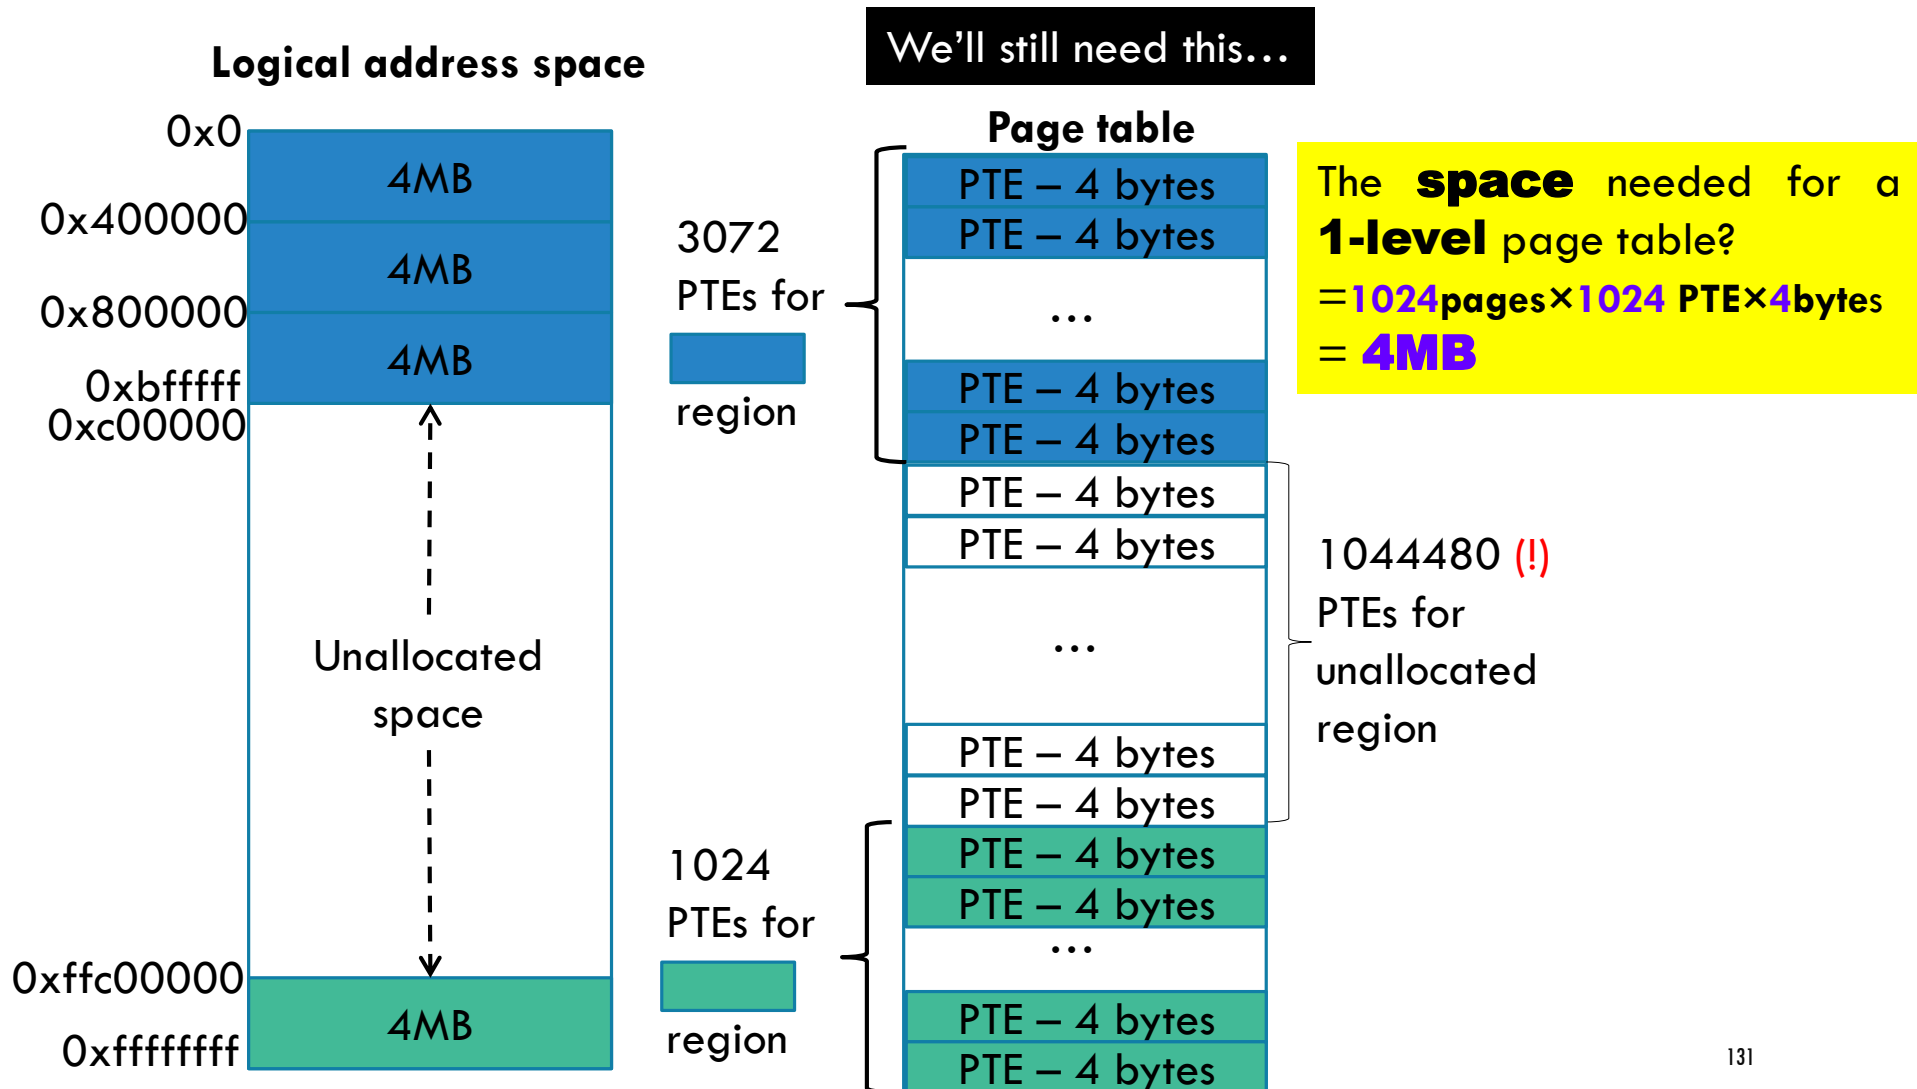 We'll still need this…
Logical address space
0x0
4MB
0x400000
4MB
0x800000
4MB
0xbfffff
0xc00000
Unallocated
space
0xffc00000
4MB
0xffffffff
3072
PTEs for
region
1024
PTEs for
region
Page table
PTE – 4 bytes
PTE – 4 bytes
…
PTE – 4 bytes
PTE – 4 bytes
PTE – 4 bytes
PTE – 4 bytes
…
PTE – 4 bytes
PTE – 4 bytes
PTE – 4 bytes
PTE – 4 bytes
…
PTE – 4 bytes
PTE – 4 bytes
The space needed for a
1-level page table?
=1024pages×1024 PTE×4bytes
= 4MB
1044480 (!)
PTEs for
unallocated
region
131